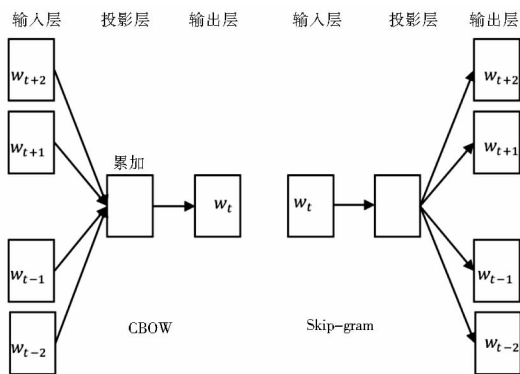 输入层 投影层 输出层 输入层 投影层 输出层
w_{t+2} w_{t+2}
w_{t+1} w_{t+1}
累加
w_t w_t
w_{t-1} w_{t-1}
CBOW Skip-gram
w_{t-2} w_{t-2}